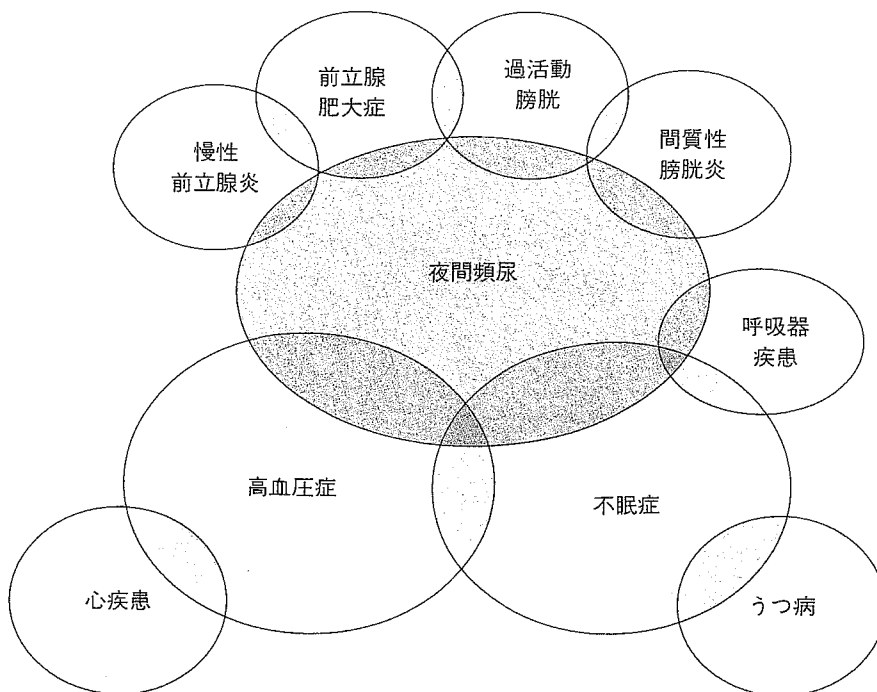 前立腺
肥大症
過活動
膀胱
慢性
前立腺炎
間質性
膀胱炎
夜間頻尿
呼吸器
疾患
高血圧症
不眠症
心疾患
うつ病